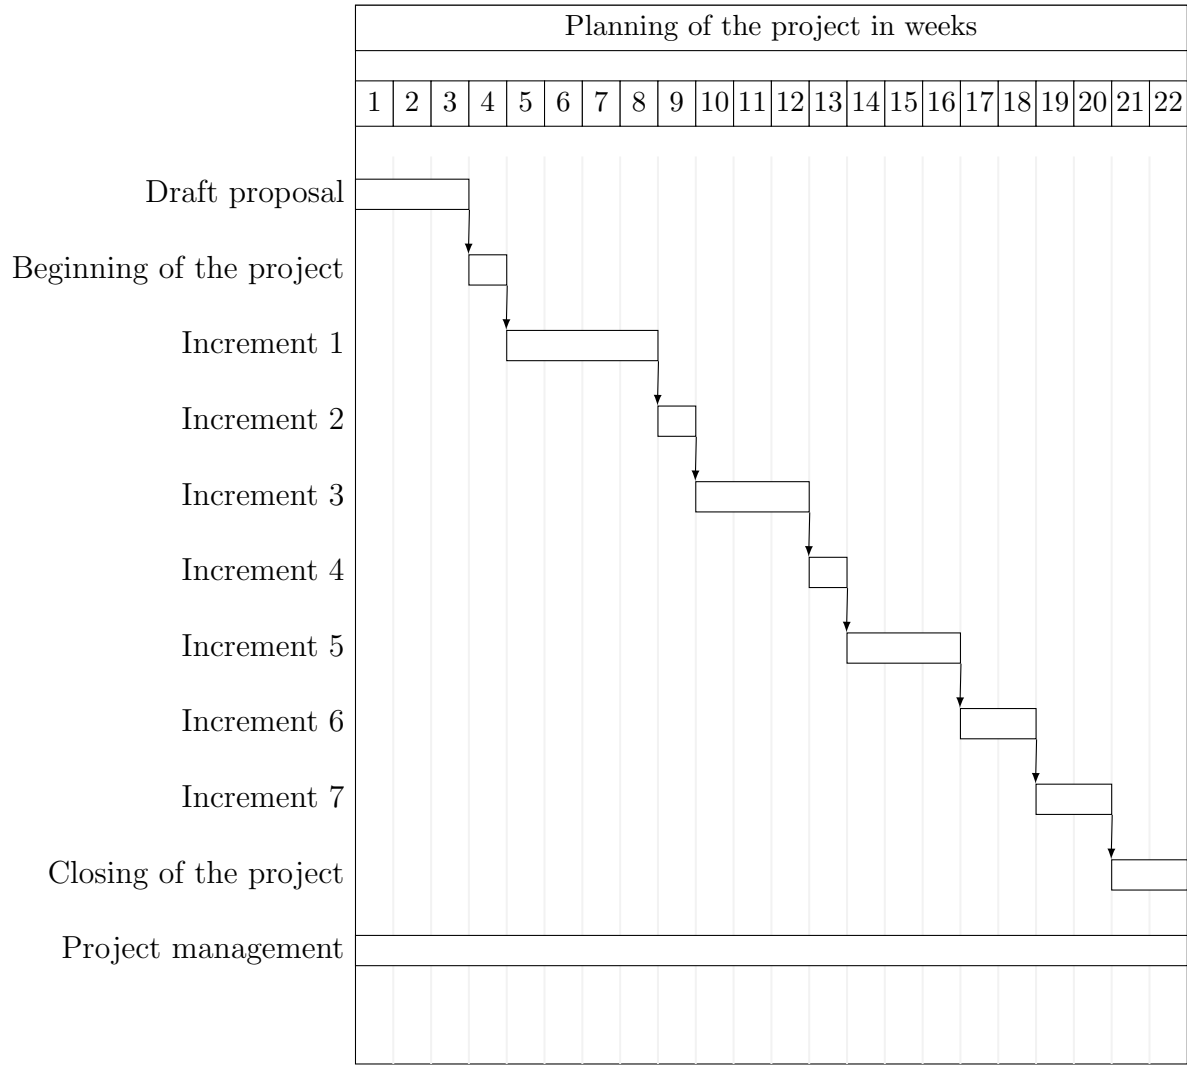 Planning of the project in weeks
1 2 3 4 5 6 7 8 9 10 11 12 13 14 15 16 17 18 19 20 21 22
Draft proposal
Beginning of the project
Increment 1
Increment 2
Increment 3
Increment 4
Increment 5
Increment 6
Increment 7
Closing of the project
Project management